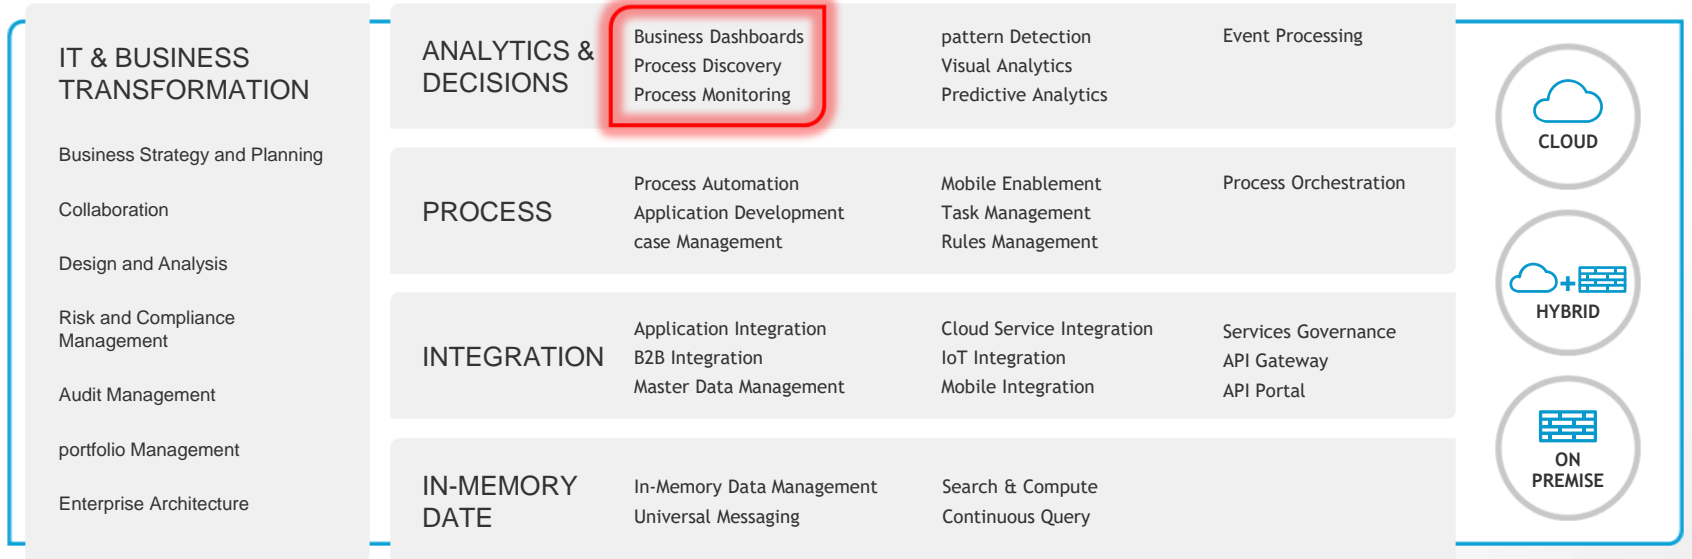 IT & BUSINESS
TRANSFORMATION
Business Strategy and Planning
Collaboration
Design and Analysis
Risk and Compliance
Management
Audit Management
portfolio Management
Enterprise Architecture
ANALYTICS &
DECISIONS
Business Dashboards
Process Discovery
Process Monitoring
pattern Detection
Visual Analytics
Predictive Analytics
Event Processing
PROCESS
Process Automation
Application Development
case Management
Mobile Enablement
Task Management
Rules Management
Process Orchestration
INTEGRATION
Application Integration
B2B Integration
Master Data Management
Cloud Service Integration
IoT Integration
Mobile Integration
Services Governance
API Gateway
API Portal
IN-MEMORY
DATE
In-Memory Data Management
Universal Messaging
Search & Compute
Continuous Query
CLOUD
+
HYBRID
ON
PREMISE